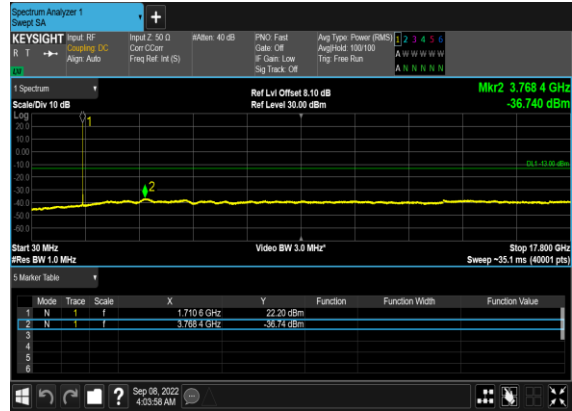 Spectrum Analyzer 1
Swept SA
+
KEYSIGHT Input: RF Input Z: 50 Ω #Atten: 40 dB PNO: Fast Avg Type: Power (RMS) 1 2 3 4 5 6
R T Coupling: DC Corr CCorr Gate: Off Avg|Hold: 100/100 A W W W W W
Align: Auto Freq Ref: Int (S) IF Gain: Low Trig: Free Run
Sig Track: Off A N N N N N
1 Spectrum Ref Lvl Offset 8.10 dB Mkr2 3.768 4 GHz
Scale/Div 10 dB Ref Level 30.00 dBm -36.740 dBm
Log
1
20.0
10.0
0.00
-10.0 DL1 -13.00 dBm
-20.0
-30.0 2
-40.0
-50.0
-60.0
Start 30 MHz Video BW 3.0 MHz* Stop 17.800 GHz
#Res BW 1.0 MHz Sweep ~35.1 ms (40001 pts)
5 Marker Table
Mode Trace Scale X Y Function Function Width Function Value
1 N 1 f 1.710 6 GHz 22.20 dBm
2 N 1 f 3.768 4 GHz -36.74 dBm
3
4
5
6
? Sep 08, 2022
4:03:58 AM